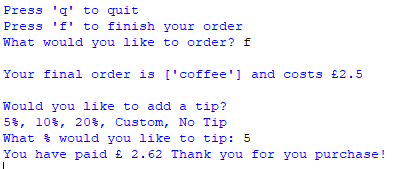 Press 'q' to quit
Press 'f' to finish your order
What would you like to order? f
Your final order is ['coffee'] and costs £2.5
Would you like to add a tip?
5%, 10%, 20%, Custom, No Tip
What % would you like to tip: 5
You have paid £ 2.62 Thank you for you purchase!